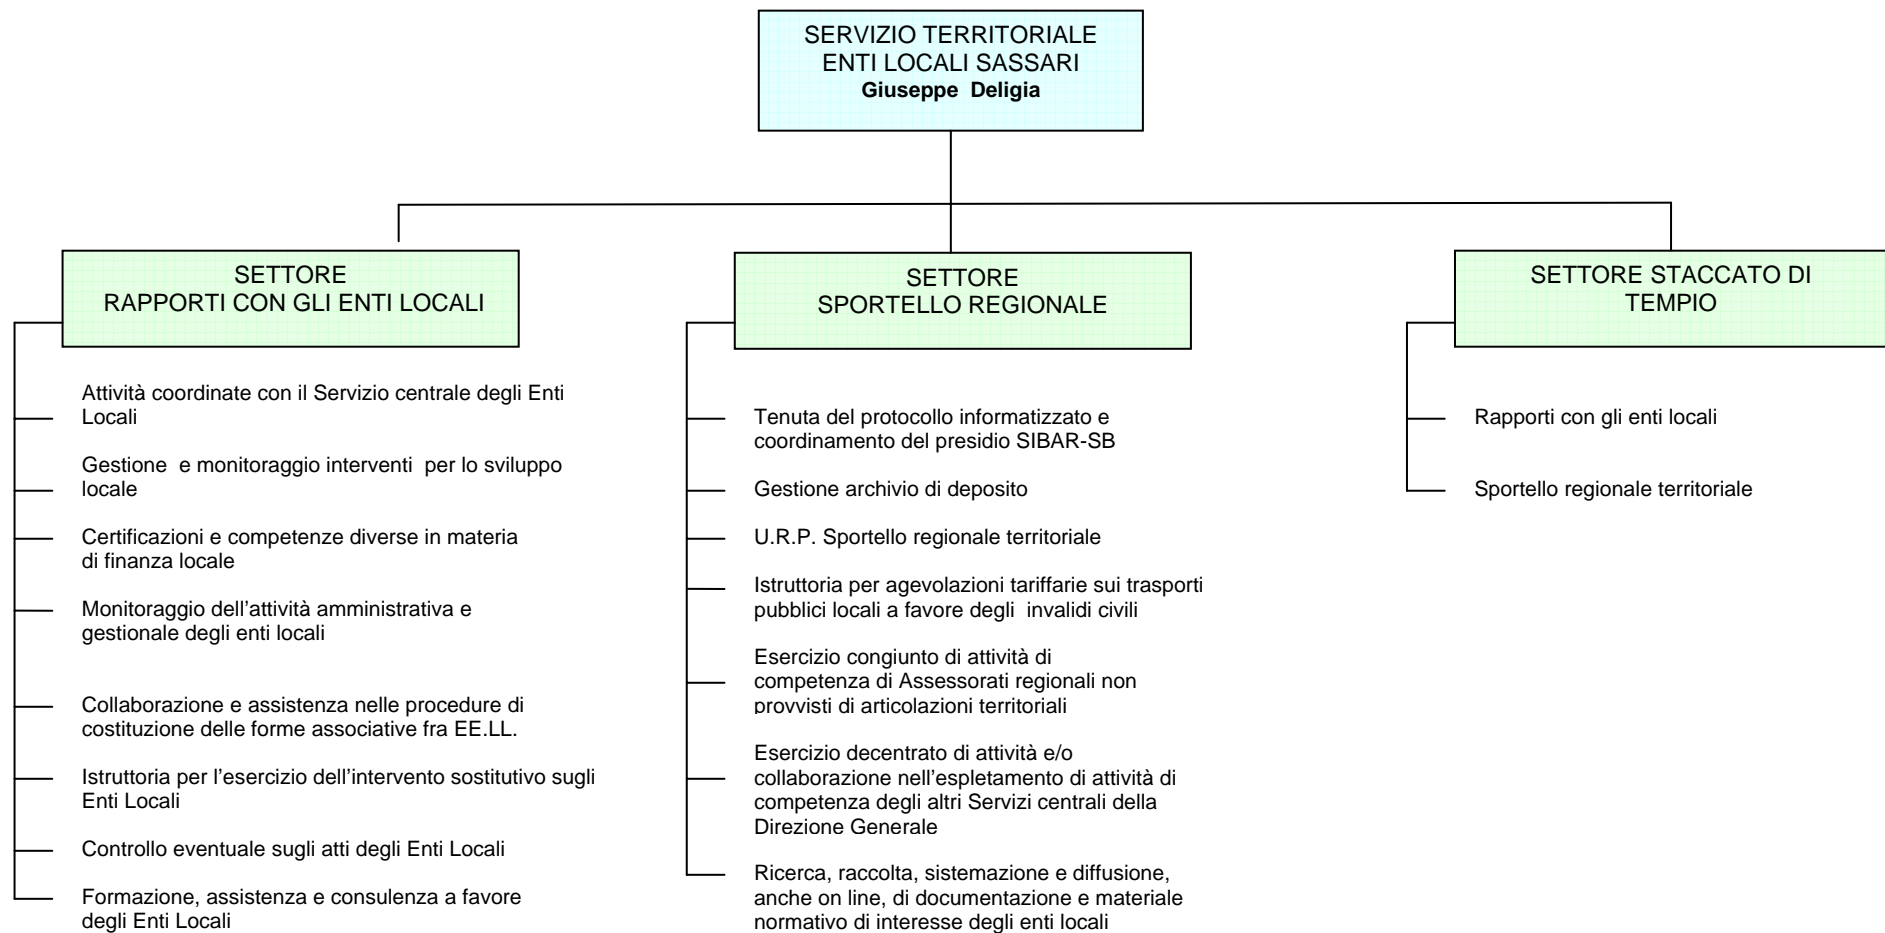 SERVIZIO TERRITORIALE
ENTI LOCALI SASSARI
Giuseppe Deligia
SETTORE
RAPPORTI CON GLI ENTI LOCALI
Attività coordinate con il Servizio centrale degli Enti
Locali
Gestione e monitoraggio interventi per lo sviluppo
locale
Certificazioni e competenze diverse in materia
di finanza locale
Monitoraggio dell’attività amministrativa e
gestionale degli enti locali
Collaborazione e assistenza nelle procedure di
costituzione delle forme associative fra EE.LL.
Istruttoria per l’esercizio dell’intervento sostitutivo sugli
Enti Locali
Controllo eventuale sugli atti degli Enti Locali
Formazione, assistenza e consulenza a favore
degli Enti Locali
SETTORE
SPORTELLO REGIONALE
Tenuta del protocollo informatizzato e
coordinamento del presidio SIBAR-SB
Gestione archivio di deposito
U.R.P. Sportello regionale territoriale
Istruttoria per agevolazioni tariffarie sui trasporti
pubblici locali a favore degli invalidi civili
Esercizio congiunto di attività di
competenza di Assessorati regionali non
provvisti di articolazioni territoriali
Esercizio decentrato di attività e/o
collaborazione nell’espletamento di attività di
competenza degli altri Servizi centrali della
Direzione Generale
Ricerca, raccolta, sistemazione e diffusione,
anche on line, di documentazione e materiale
normativo di interesse degli enti locali
SETTORE STACCATO DI
TEMPIO
Rapporti con gli enti locali
Sportello regionale territoriale